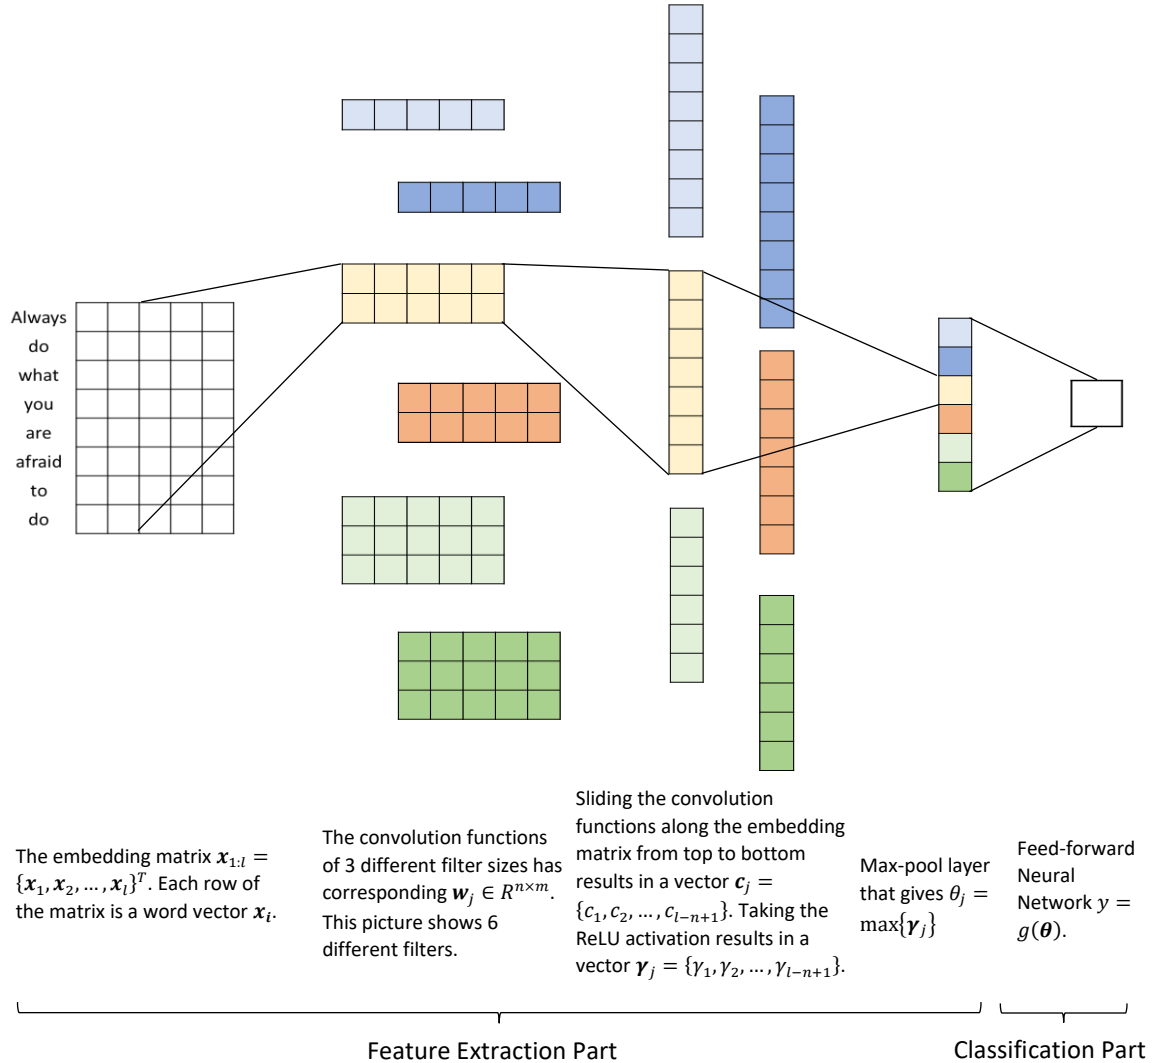 Always
do
what
you
are
afraid
to
do
The embedding matrix 𝒙₁:ₗ =
{𝒙₁, 𝒙₂, … , 𝒙ₗ}ᵀ. Each row of
the matrix is a word vector 𝒙ᵢ.
The convolution functions
of 3 different filter sizes has
corresponding 𝒘ⱼ ∈ Rⁿˣᵐ.
This picture shows 6
different filters.
Sliding the convolution
functions along the embedding
matrix from top to bottom
results in a vector 𝒄ⱼ =
{c₁, c₂, … , cₗ₋ₙ₊₁}. Taking the
ReLU activation results in a
vector 𝜸ⱼ = {γ₁, γ₂, … , γₗ₋ₙ₊₁}.
Max-pool layer
that gives θⱼ =
max{𝜸ⱼ}
Feed-forward
Neural
Network y =
g(𝜽).
Feature Extraction Part
Classification Part